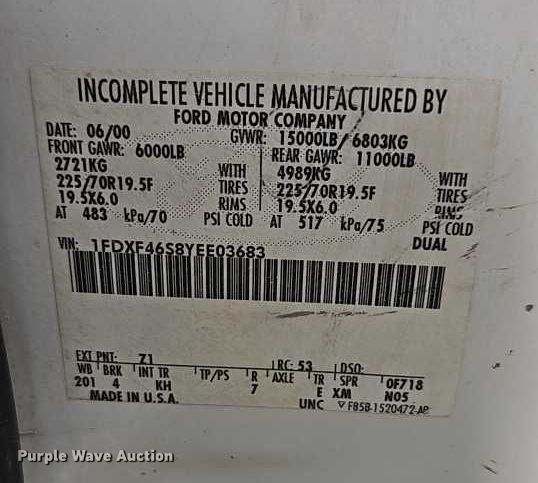 INCOMPLETE VEHICLE MANUFACTURED BY
FORD MOTOR COMPANY
DATE: 06/00 GVWR: 15000LB/ 6803KG
FRONT GAWR: 6000LB REAR GAWR: 11000LB
2721KG WITH 4989KG WITH
225/70R19.5F TIRES 225/70R19.5F TIRES
19.5X6.0 RIMS 19.5X6.0 RIMS
AT 483 kPa/70 PSI COLD AT 517 kPa/75 PSI COLD
DUAL
VIN: 1FDXF46S8YEE03683
EXT PNT: Z1 RC: 53 DSO:
WB BRK INT TR TP/PS R AXLE TR SPR 0F718
201 4 KH 7 E XM N05
MADE IN U.S.A. UNC ▽ F85B-1520472-AP
Purple Wave Auction